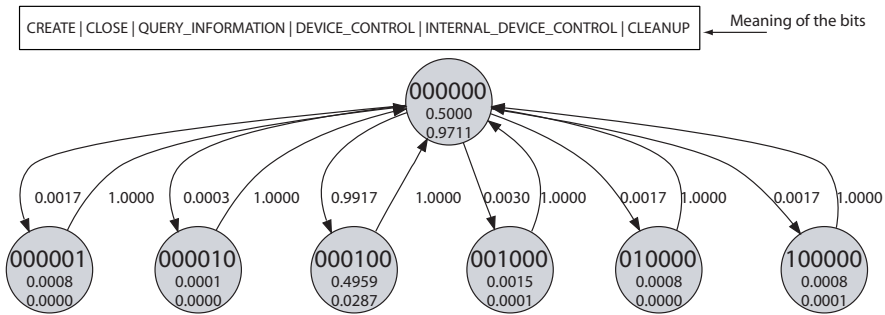 CREATE | CLOSE | QUERY_INFORMATION | DEVICE_CONTROL | INTERNAL_DEVICE_CONTROL | CLEANUP
Meaning of the bits
000000
0.5000
0.9711
0.0017 1.0000 0.0003 1.0000 0.9917 1.0000 0.0030 1.0000 0.0017 1.0000 0.0017 1.0000
000001 000010 000100 001000 010000 100000
0.0008 0.0001 0.4959 0.0015 0.0008 0.0008
0.0000 0.0000 0.0287 0.0001 0.0000 0.0001